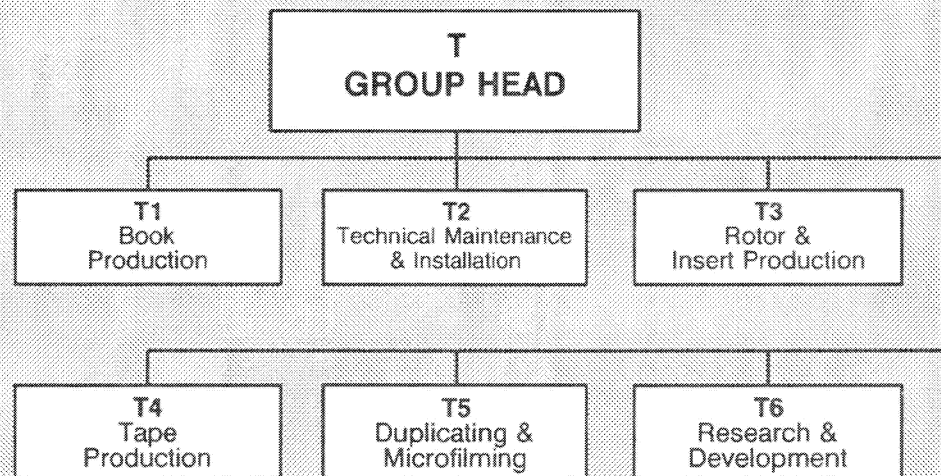 T
GROUP HEAD
T1
Book
Production
T2
Technical Maintenance
& Installation
T3
Rotor &
Insert Production
T4
Tape
Production
T5
Duplicating &
Microfilming
T6
Research &
Development